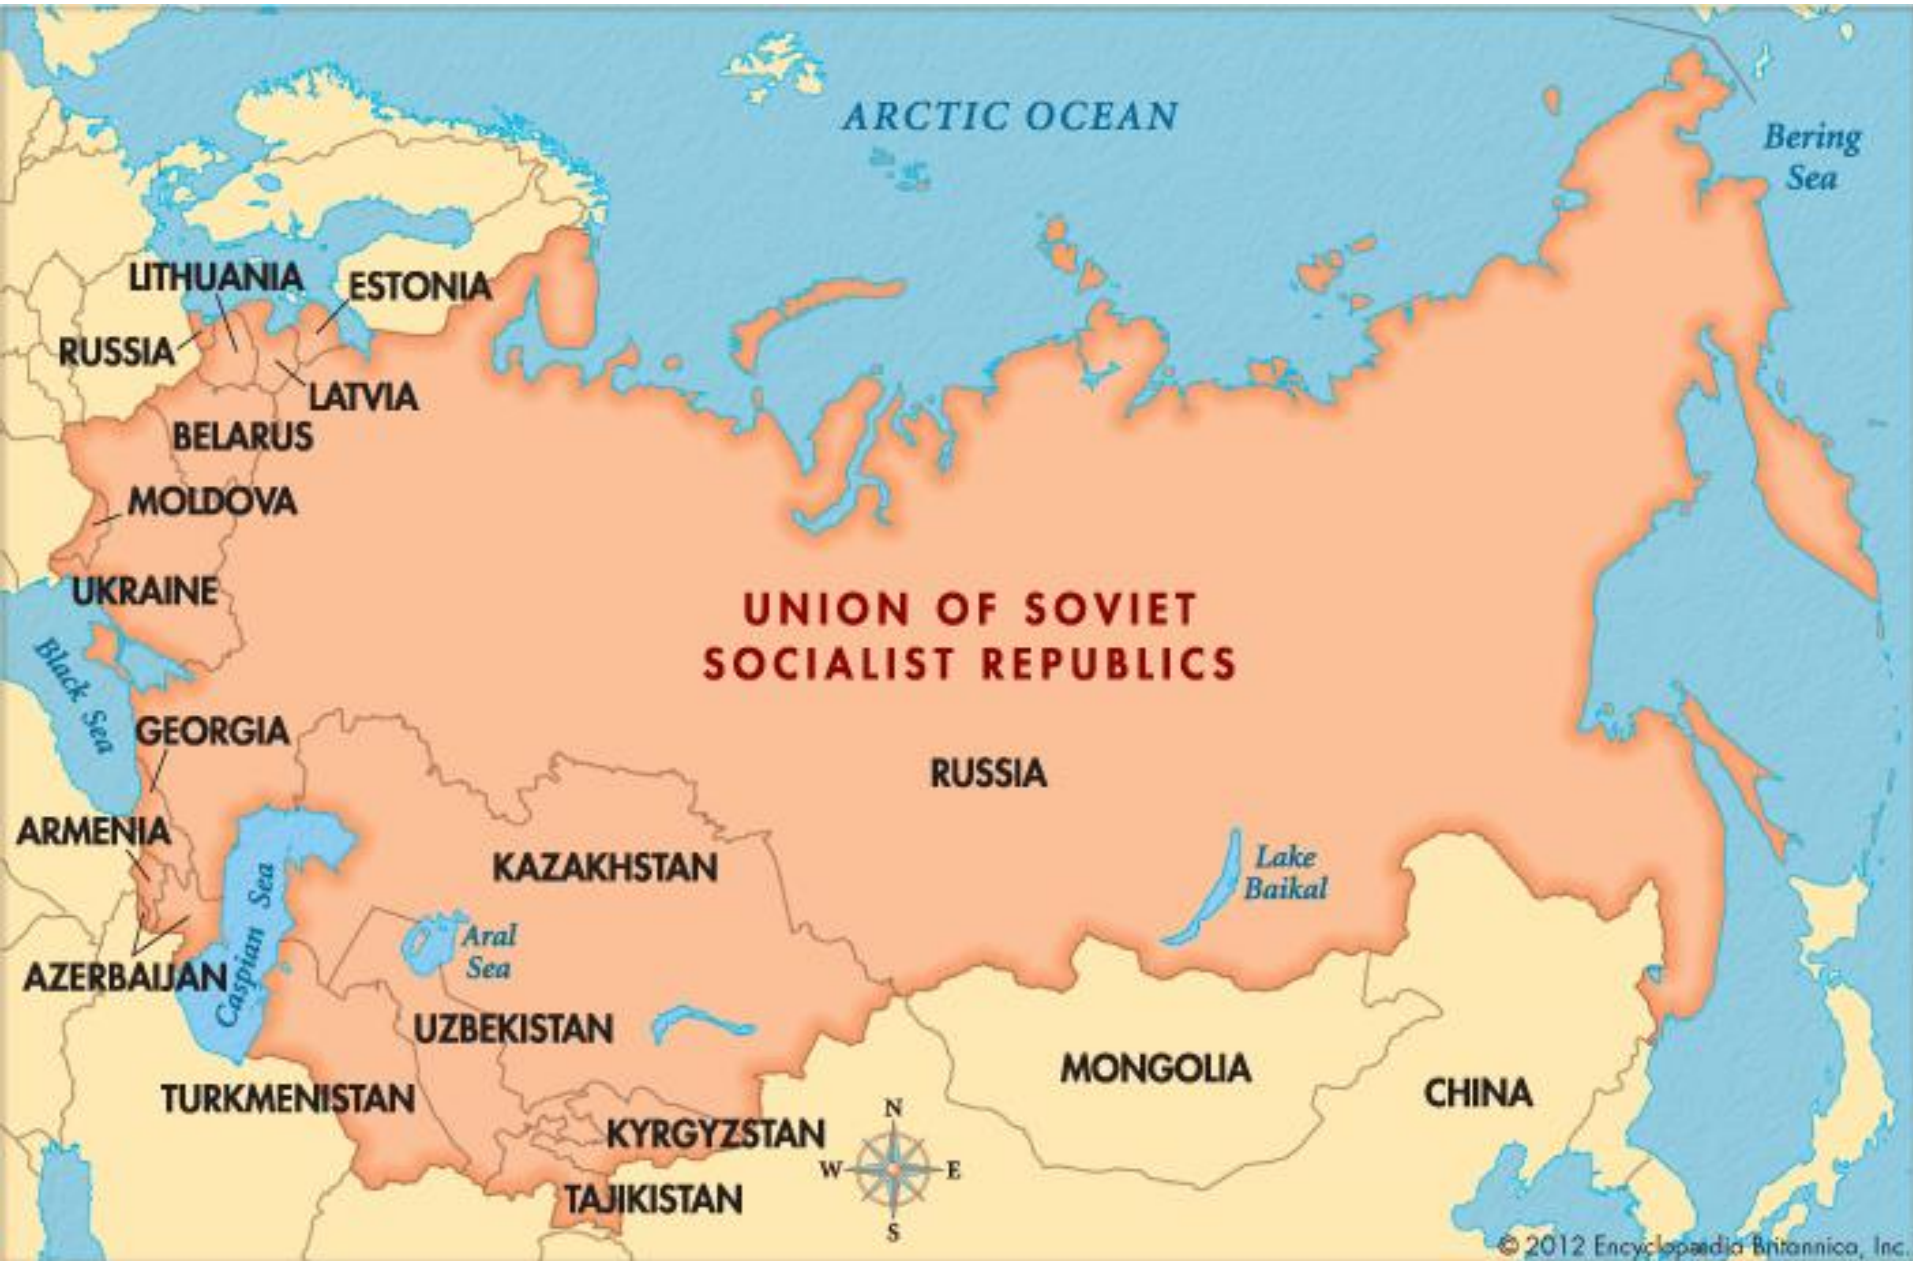 ARCTIC OCEAN
Bering
Sea
LITHUANIA
ESTONIA
RUSSIA
LATVIA
BELARUS
MOLDOVA
UKRAINE
UNION OF SOVIET
SOCIALIST REPUBLICS
Black Sea
GEORGIA
RUSSIA
ARMENIA
KAZAKHSTAN
Lake
Baikal
Caspian Sea
Aral
Sea
AZERBAIJAN
UZBEKISTAN
MONGOLIA
TURKMENISTAN
CHINA
N
KYRGYZSTAN
W
E
TAJIKISTAN
S
© 2012 Encyclopædia Britannica, Inc.